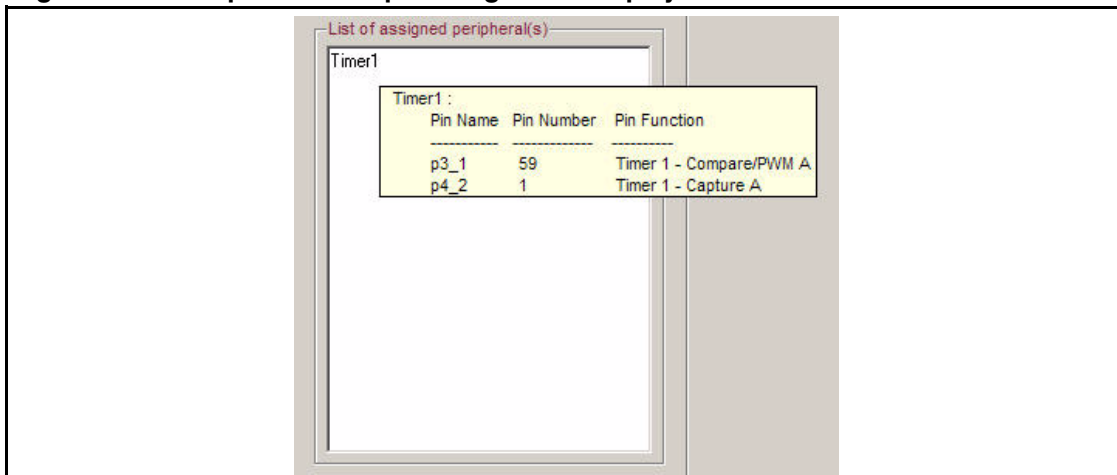 List of assigned peripheral(s)
Timer1
Timer1 :
Pin Name Pin Number Pin Function
----------- ------------- ----------
p3_1 59 Timer 1 - Compare/PWM A
p4_2 1 Timer 1 - Capture A